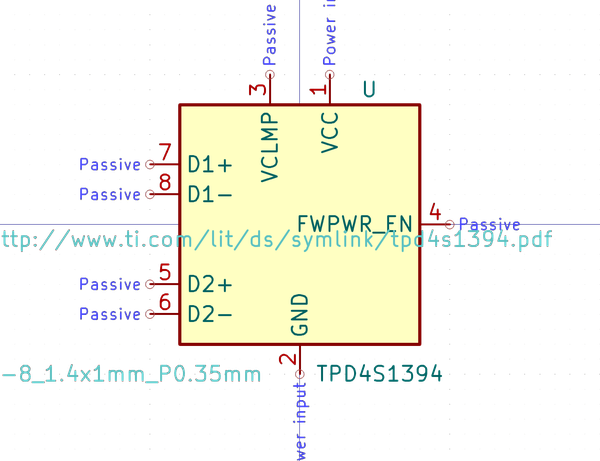 Passive
Power in
3
1
U
VCLMP
VCC
Passive 7 D1+
Passive 8 D1-
FWPWR_EN 4 Passive
ttp://www.ti.com/lit/ds/symlink/tpd4s1394.pdf
Passive 5 D2+
Passive 6 D2-
GND
2
-8_1.4x1mm_P0.35mm
TPD4S1394
wer input